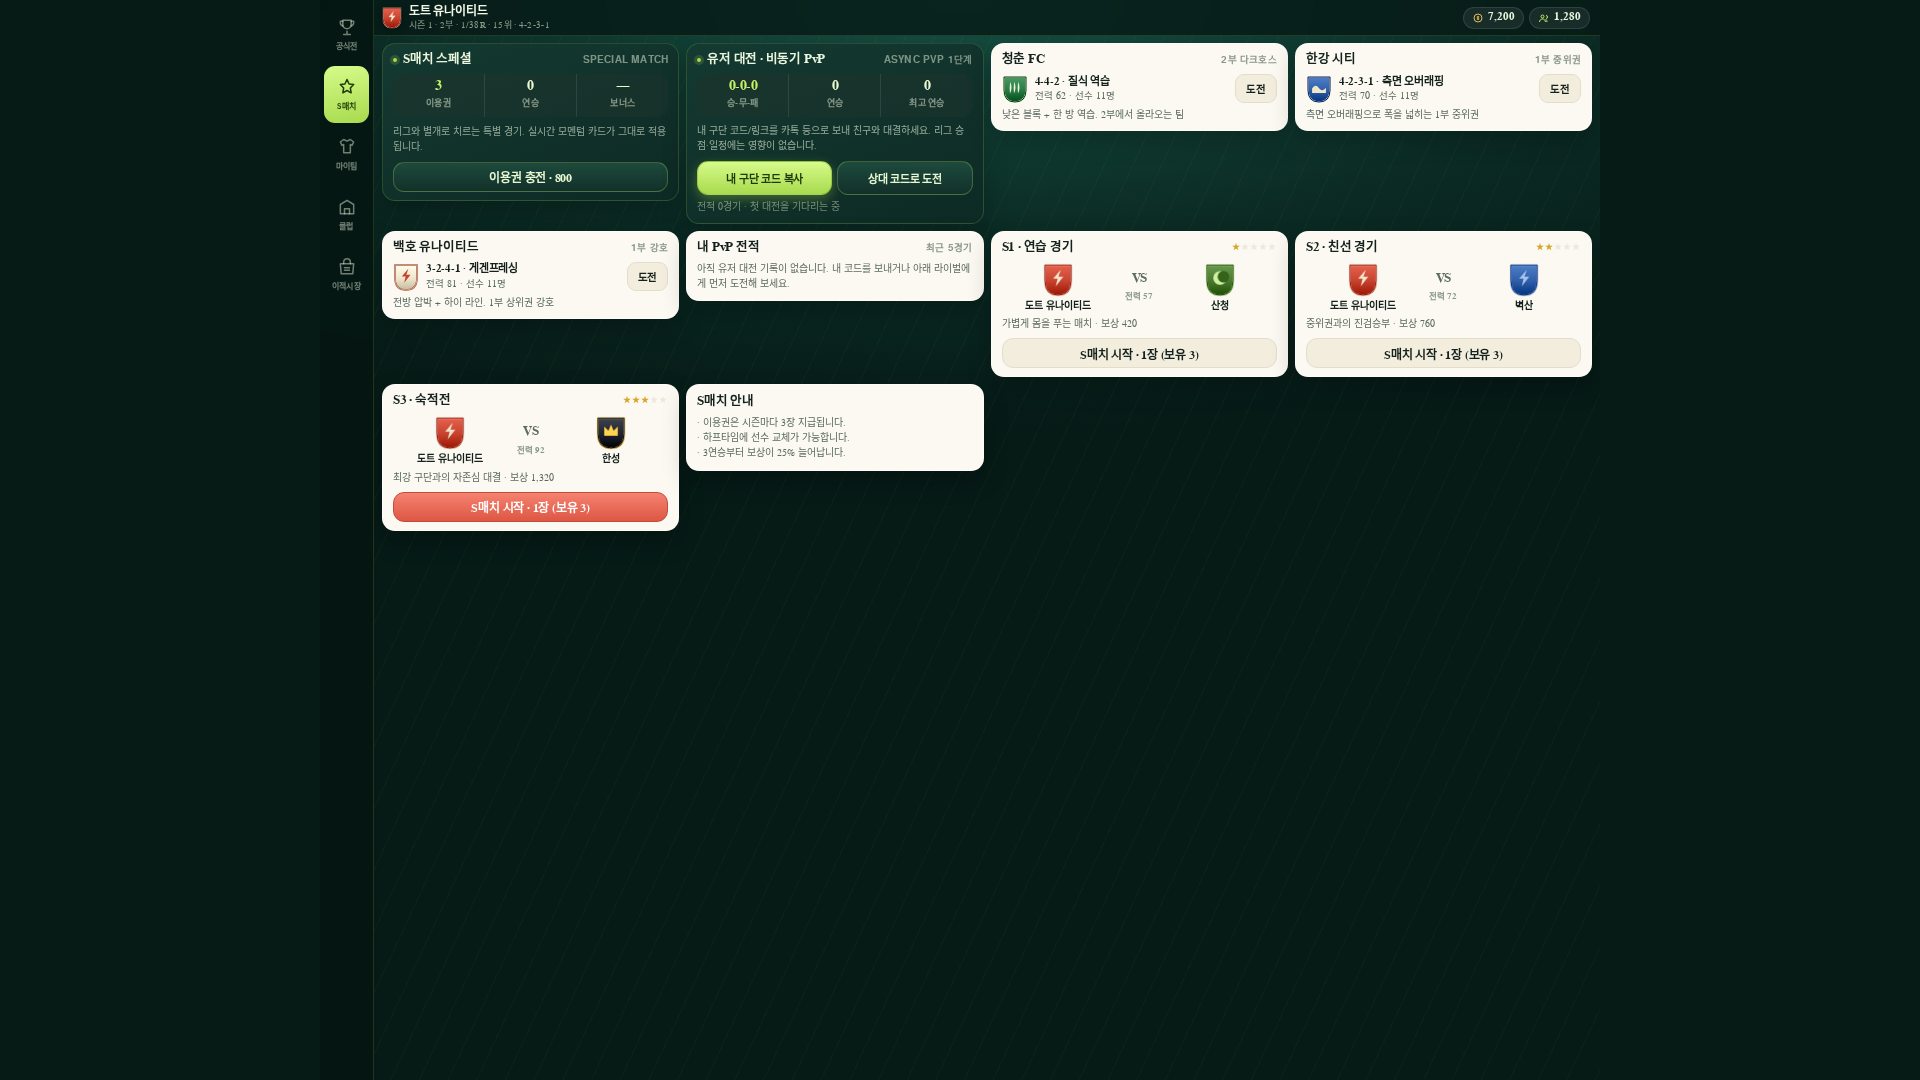 공식전
S매치
마이팀
클럽
이적시장
도트 유나이티드
시즌 1 · 2부 · 1/38R · 15위 · 4-2-3-1
7,200
1,280
S매치 스페셜
SPECIAL MATCH
3
이용권
0
연승
—
보너스
리그와 별개로 치르는 특별 경기. 실시간 모멘텀 카드가 그대로 적용
됩니다.
이용권 충전 · 800
유저 대전 · 비동기 PvP
ASYNC PVP 1단계
0-0-0
승-무-패
0
연승
0
최고 연승
내 구단 코드/링크를 카톡 등으로 보내 친구와 대결하세요. 리그 승
점·일정에는 영향이 없습니다.
내 구단 코드 복사
상대 코드로 도전
전적 0경기 · 첫 대전을 기다리는 중
청춘 FC
2부 다크호스
4-4-2 · 질식 역습
전력 62 · 선수 11명
도전
낮은 블록 + 한 방 역습. 2부에서 올라오는 팀
한강 시티
1부 중위권
4-2-3-1 · 측면 오버래핑
전력 70 · 선수 11명
도전
측면 오버래핑으로 폭을 넓히는 1부 중위권
백호 유나이티드
1부 강호
3-2-4-1 · 게겐프레싱
전력 81 · 선수 11명
도전
전방 압박 + 하이 라인. 1부 상위권 강호
내 PvP 전적
최근 5경기
아직 유저 대전 기록이 없습니다. 내 코드를 보내거나 아래 라이벌에
게 먼저 도전해 보세요.
S1 · 연습 경기
★★★★★
도트 유나이티드
VS
전력 57
산청
가볍게 몸을 푸는 매치 · 보상 420
S매치 시작 · 1장 (보유 3)
S2 · 친선 경기
★★★★★
도트 유나이티드
VS
전력 72
벽산
중위권과의 진검승부 · 보상 760
S매치 시작 · 1장 (보유 3)
S3 · 숙적전
★★★★★
도트 유나이티드
VS
전력 92
한성
최강 구단과의 자존심 대결 · 보상 1,320
S매치 시작 · 1장 (보유 3)
S매치 안내
· 이용권은 시즌마다 3장 지급됩니다.
· 하프타임에 선수 교체가 가능합니다.
· 3연승부터 보상이 25% 늘어납니다.